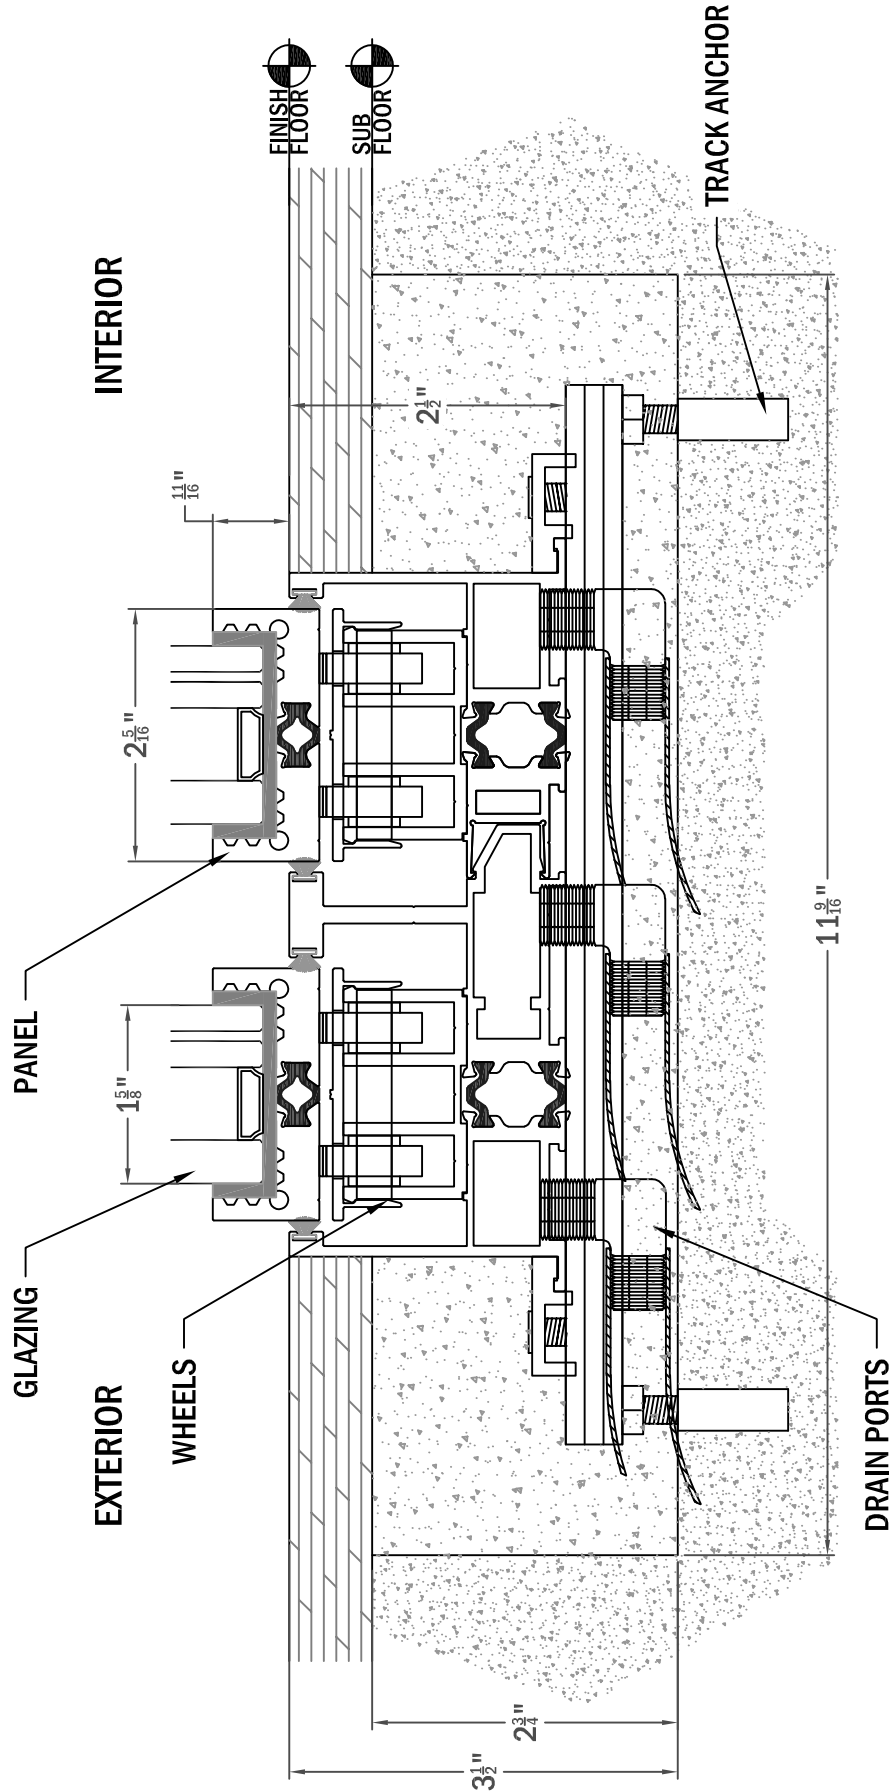 GLAZING
PANEL
EXTERIOR
INTERIOR
WHEELS
1 5/8"
2 5/16"
11/16"
FINISH
FLOOR
SUB
FLOOR
2 1/2"
3 1/2"
2 3/4"
11 9/16"
DRAIN PORTS
TRACK ANCHOR